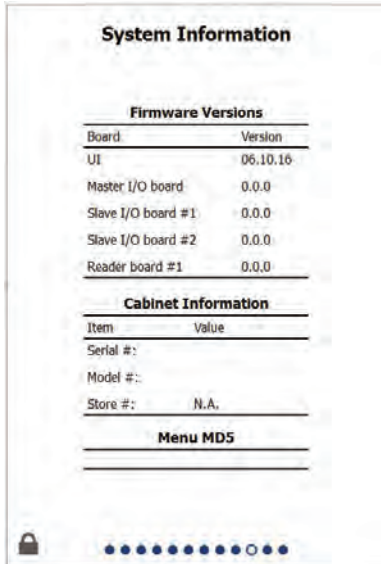 System Information
Firmware Versions
Board Version
UI 06.10.16
Master I/O board 0.0.0
Slave I/O board #1 0.0.0
Slave I/O board #2 0.0.0
Reader board #1 0.0.0
Cabinet Information
Item Value
Serial #:
Model #:
Store #: N.A.
Menu MD5